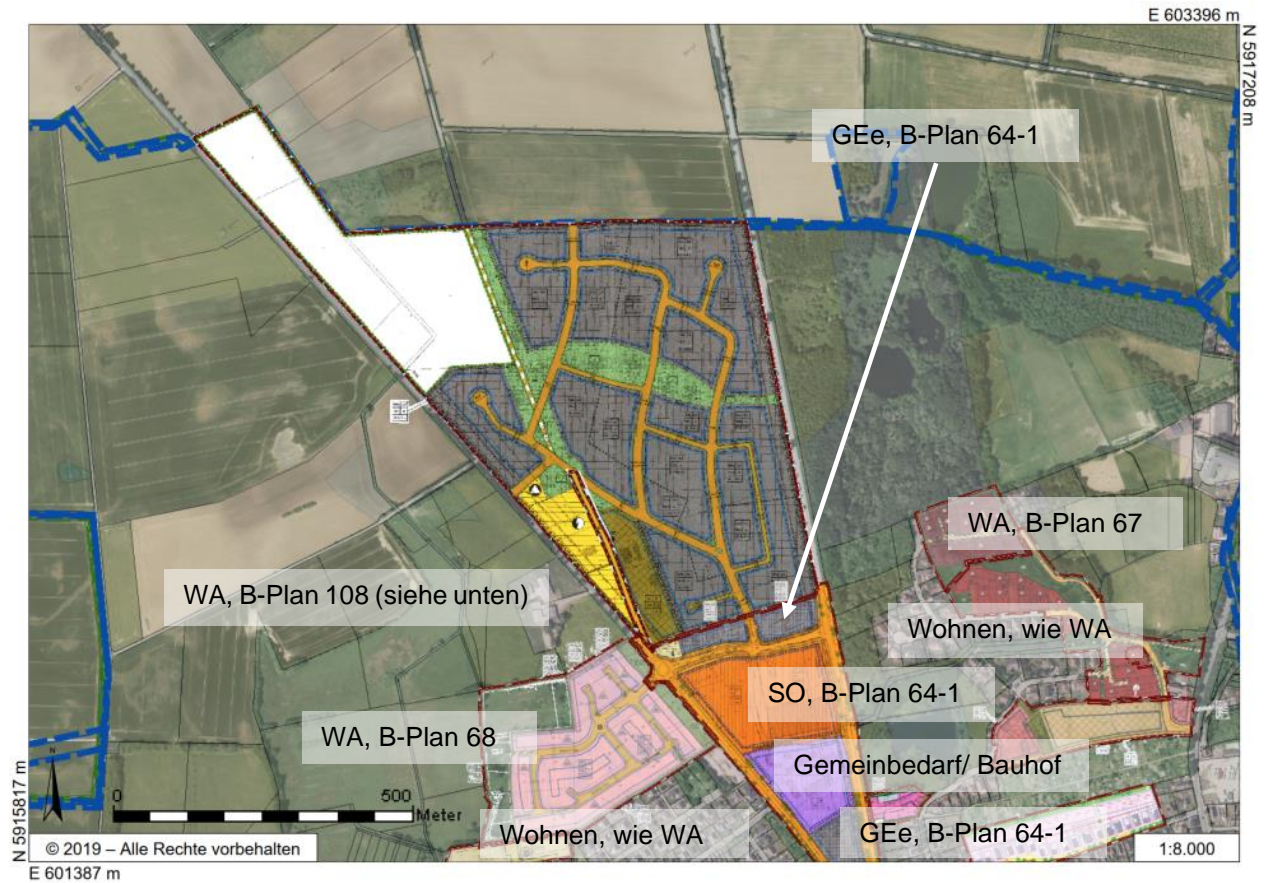 E 603396 m
N 5917208 m
GEe, B-Plan 64-1
WA, B-Plan 67
WA, B-Plan 108 (siehe unten)
Wohnen, wie WA
SO, B-Plan 64-1
WA, B-Plan 68
Gemeinbedarf/ Bauhof
Wohnen, wie WA
GEe, B-Plan 64-1
N
0
500
Meter
© 2019 – Alle Rechte vorbehalten
1:8.000
N 5915817 m
E 601387 m